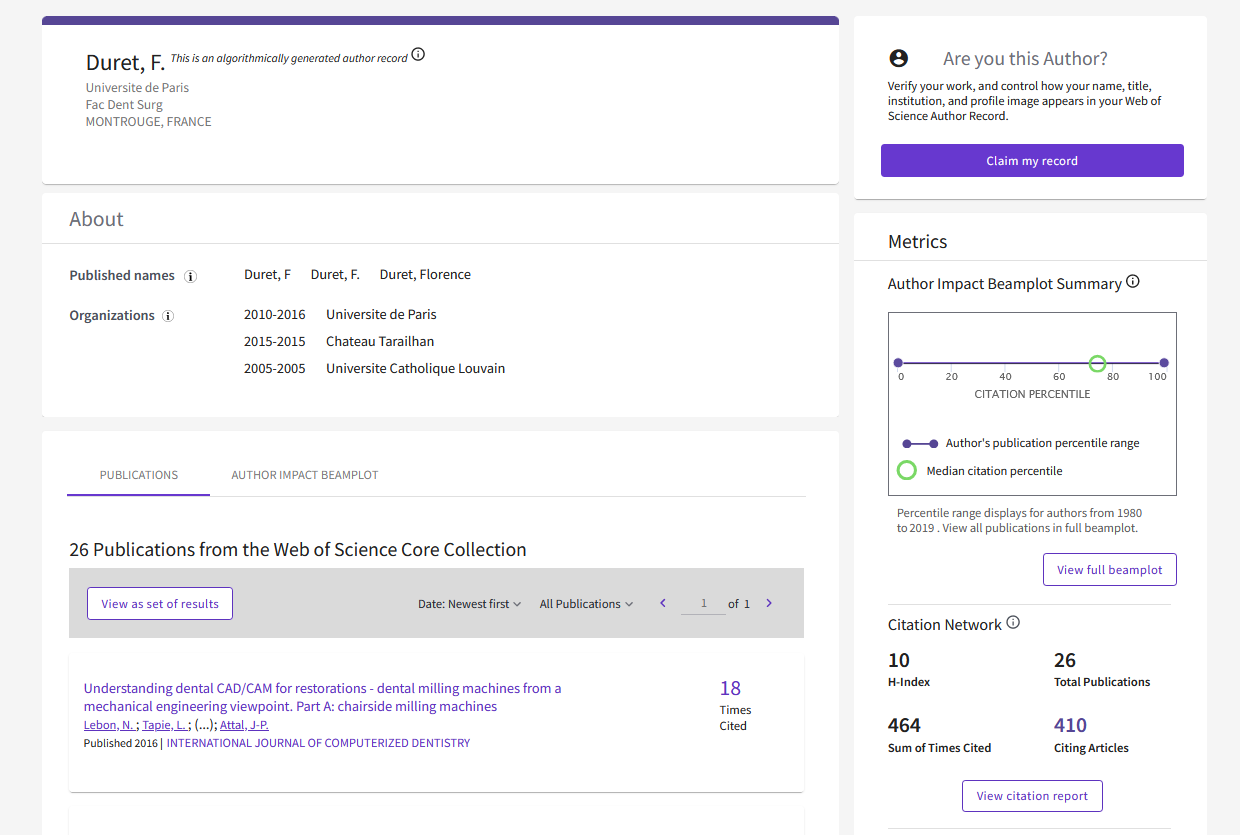 Duret, F. This is an algorithmically generated author record
Universite de Paris
Fac Dent Surg
MONTROUGE, FRANCE
About
Published names
Duret, F Duret, F. Duret, Florence
Organizations
2010-2016 Universite de Paris
2015-2015 Chateau Tarailhan
2005-2005 Universite Catholique Louvain
PUBLICATIONS AUTHOR IMPACT BEAMPLOT
26 Publications from the Web of Science Core Collection
View as set of results Date: Newest first All Publications 1 of 1
Understanding dental CAD/CAM for restorations - dental milling machines from a
mechanical engineering viewpoint. Part A: chairside milling machines
Lebon, N. ; Tapie, L. ; (...); Attal, J-P.
Published 2016 | INTERNATIONAL JOURNAL OF COMPUTERIZED DENTISTRY
18
Times
Cited
Are you this Author?
Verify your work, and control how your name, title,
institution, and profile image appears in your Web of
Science Author Record.
Claim my record
Metrics
Author Impact Beamplot Summary
0 20 40 60 80 100
CITATION PERCENTILE
Author's publication percentile range
Median citation percentile
Percentile range displays for authors from 1980
to 2019 . View all publications in full beamplot.
View full beamplot
Citation Network
10 26
H-Index Total Publications
464 410
Sum of Times Cited Citing Articles
View citation report